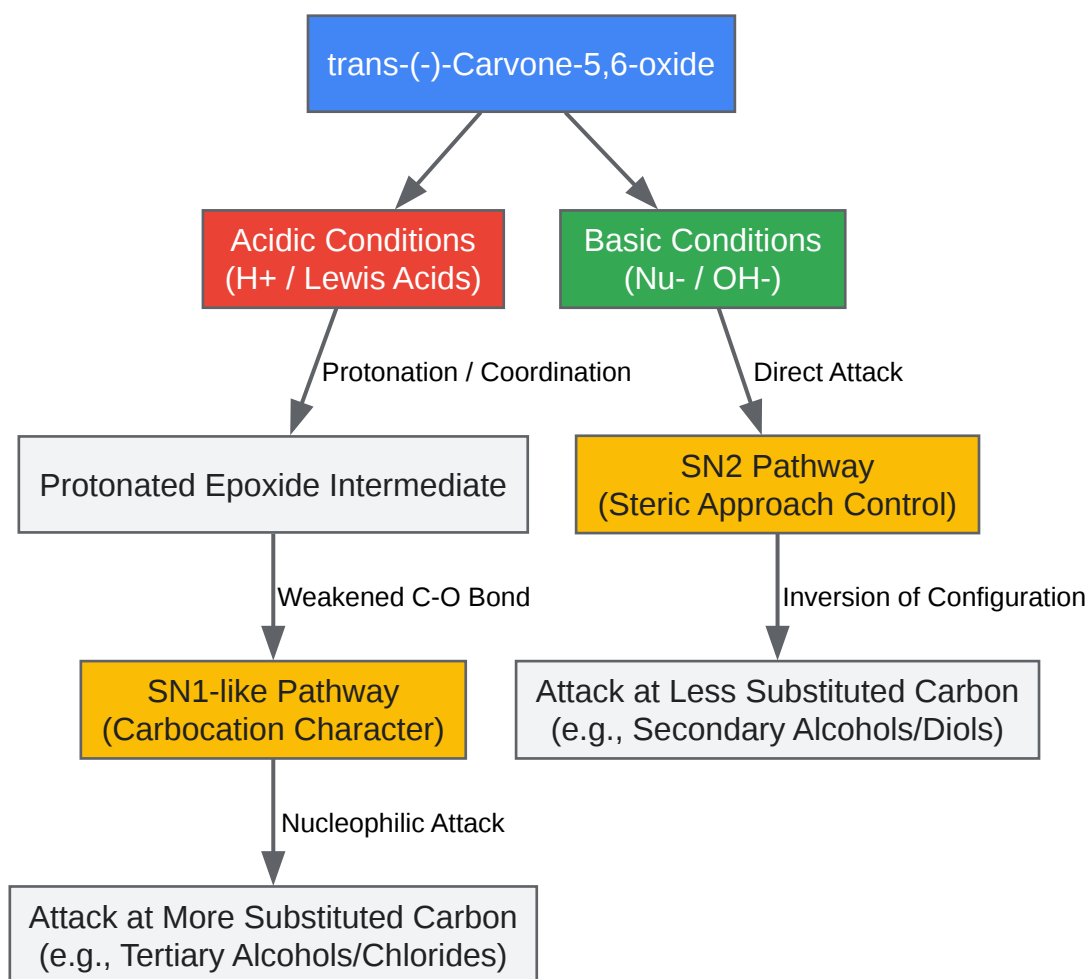 trans-(-)-Carvone-5,6-oxide
Acidic Conditions
(H+ / Lewis Acids)
Basic Conditions
(Nu- / OH-)
Protonation / Coordination
Direct Attack
Protonated Epoxide Intermediate
SN2 Pathway
(Steric Approach Control)
Weakened C-O Bond
Inversion of Configuration
SN1-like Pathway
(Carbocation Character)
Attack at Less Substituted Carbon
(e.g., Secondary Alcohols/Diols)
Nucleophilic Attack
Attack at More Substituted Carbon
(e.g., Tertiary Alcohols/Chlorides)